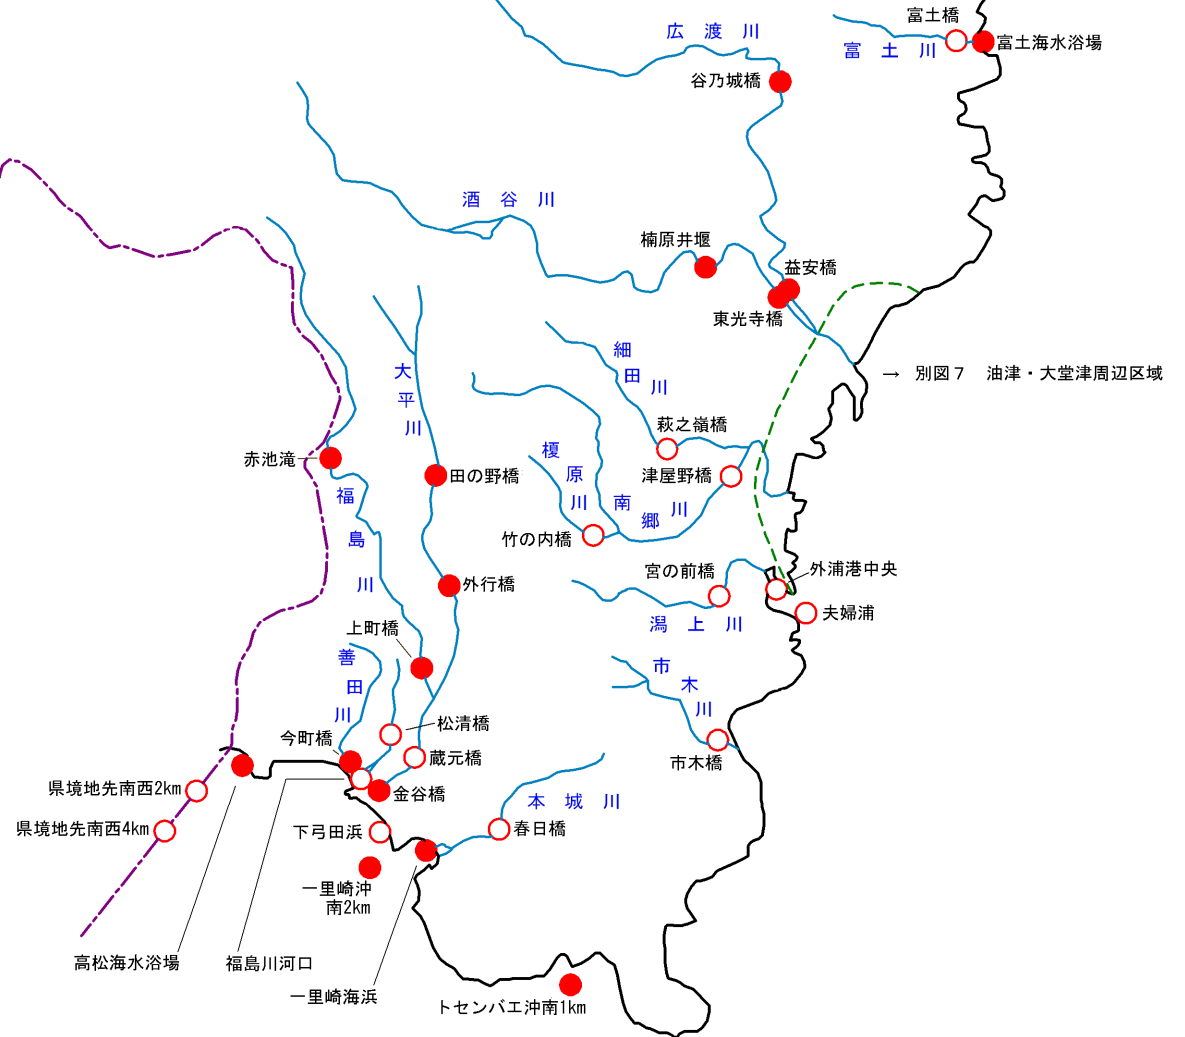 富土橋
広渡川
富土川
富土海水浴場
谷乃城橋
酒谷川
楠原井堰
益安橋
東光寺橋
細田川
大平川
→ 別図７ 油津・大堂津周辺区域
萩之嶺橋
榎原川
赤池滝
田の野橋
津屋野橋
福島川
南郷川
竹の内橋
宮の前橋
外浦港中央
外行橋
夫婦浦
上町橋
潟上川
善田川
市木川
松清橋
今町橋
蔵元橋
市木橋
県境地先南西2km
金谷橋
本城川
県境地先南西4km
下弓田浜
春日橋
一里崎沖
南2km
高松海水浴場
福島川河口
一里崎海浜
トセンバエ沖南1km